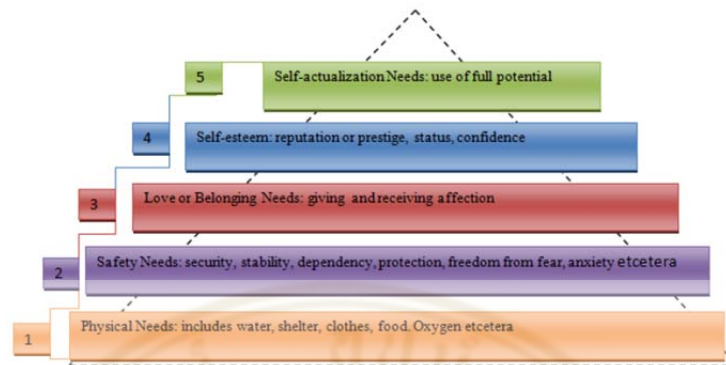 5
Self-actualization Needs: use of full potential
4
Self-esteem: reputation or prestige, status, confidence
3
Love or Belonging Needs: giving and receiving affection
2
Safety Needs: security, stability, dependency, protection, freedom from fear, anxiety etcetera
1
Physical Needs: includes water, shelter, clothes, food. Oxygen etcetera